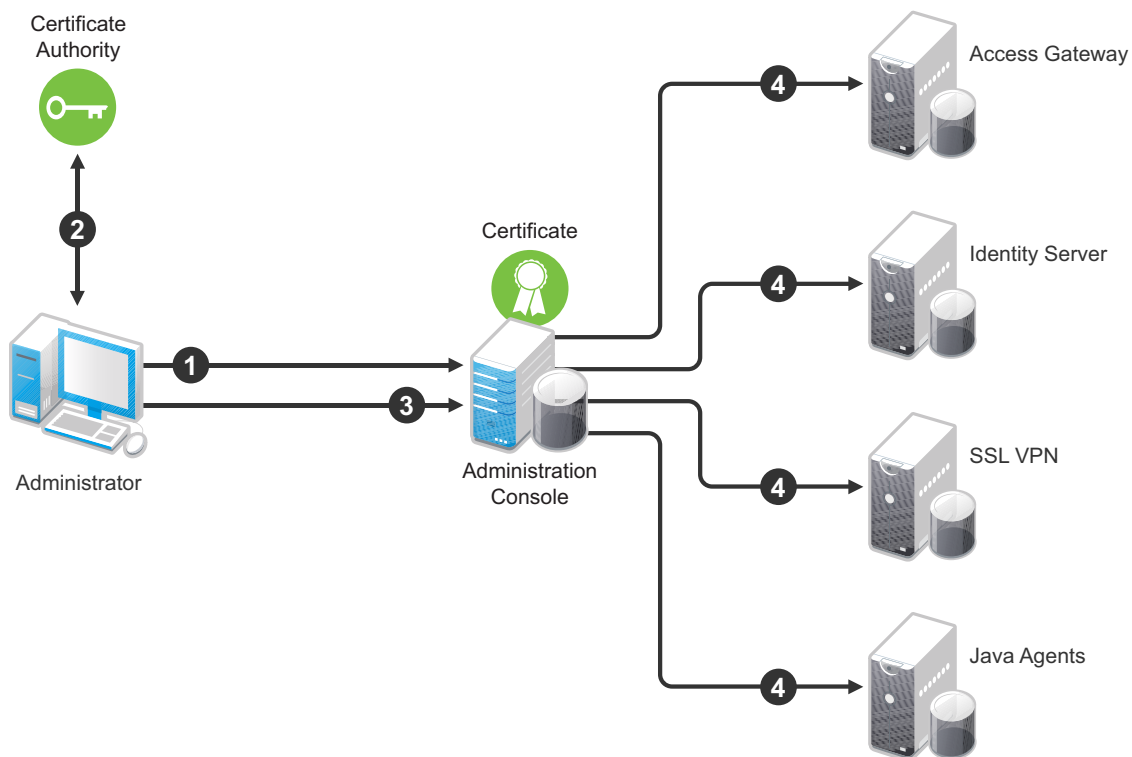 Certificate
Authority
2
Administrator
1
3
Certificate
Administration
Console
4
Access Gateway
4
Identity Server
4
SSL VPN
4
Java Agents